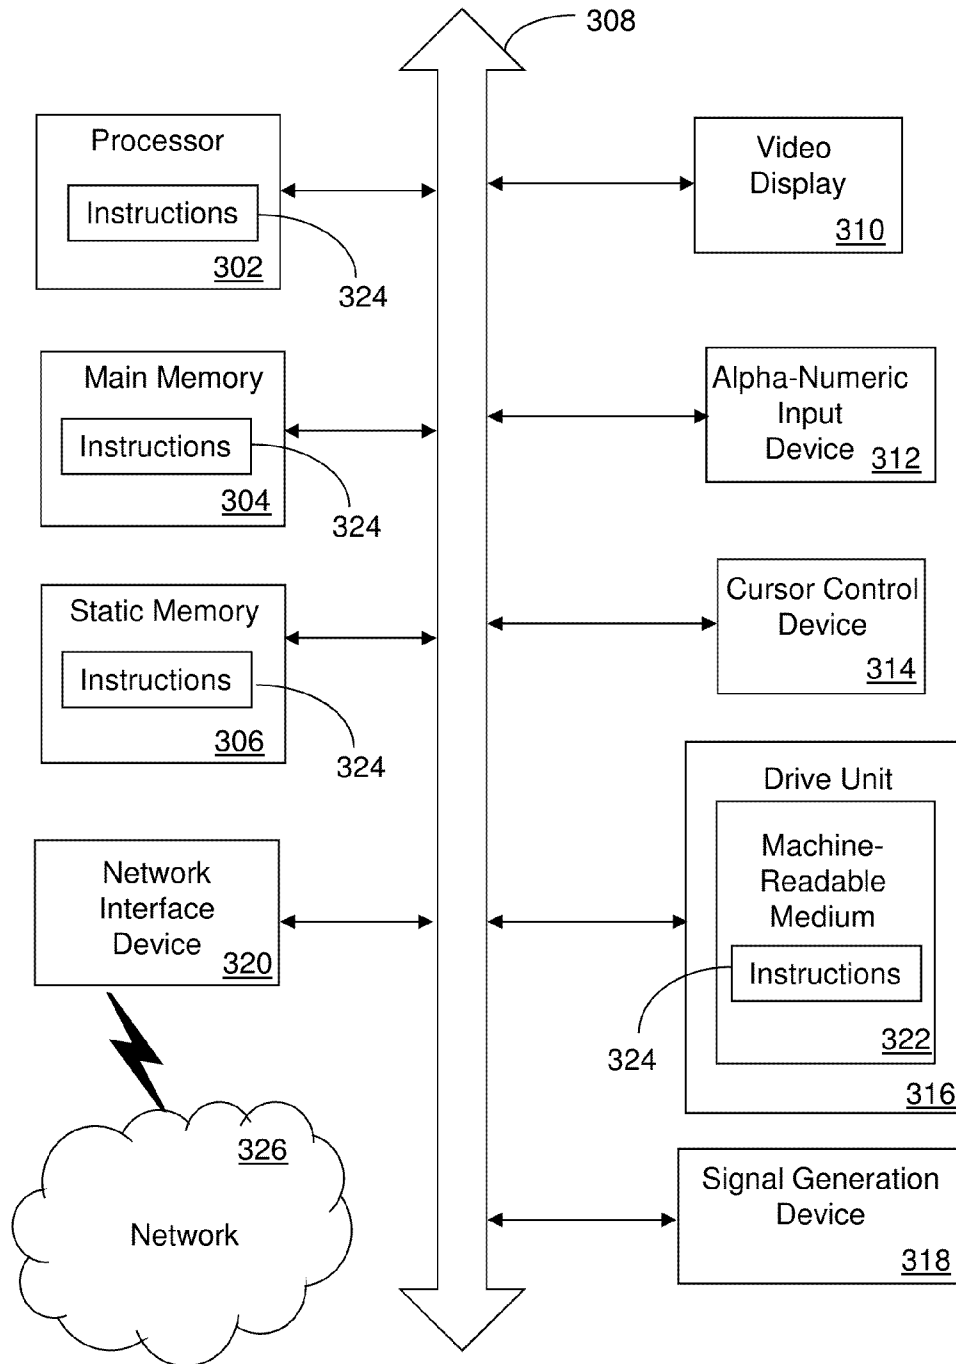 308
Processor
Instructions
302
324
Main Memory
Instructions
304
324
Static Memory
Instructions
306
324
Network
Interface
Device
320
326
Network
Video
Display
310
Alpha-Numeric
Input
Device
312
Cursor Control
Device
314
Drive Unit
Machine-
Readable
Medium
Instructions
324
322
316
Signal Generation
Device
318